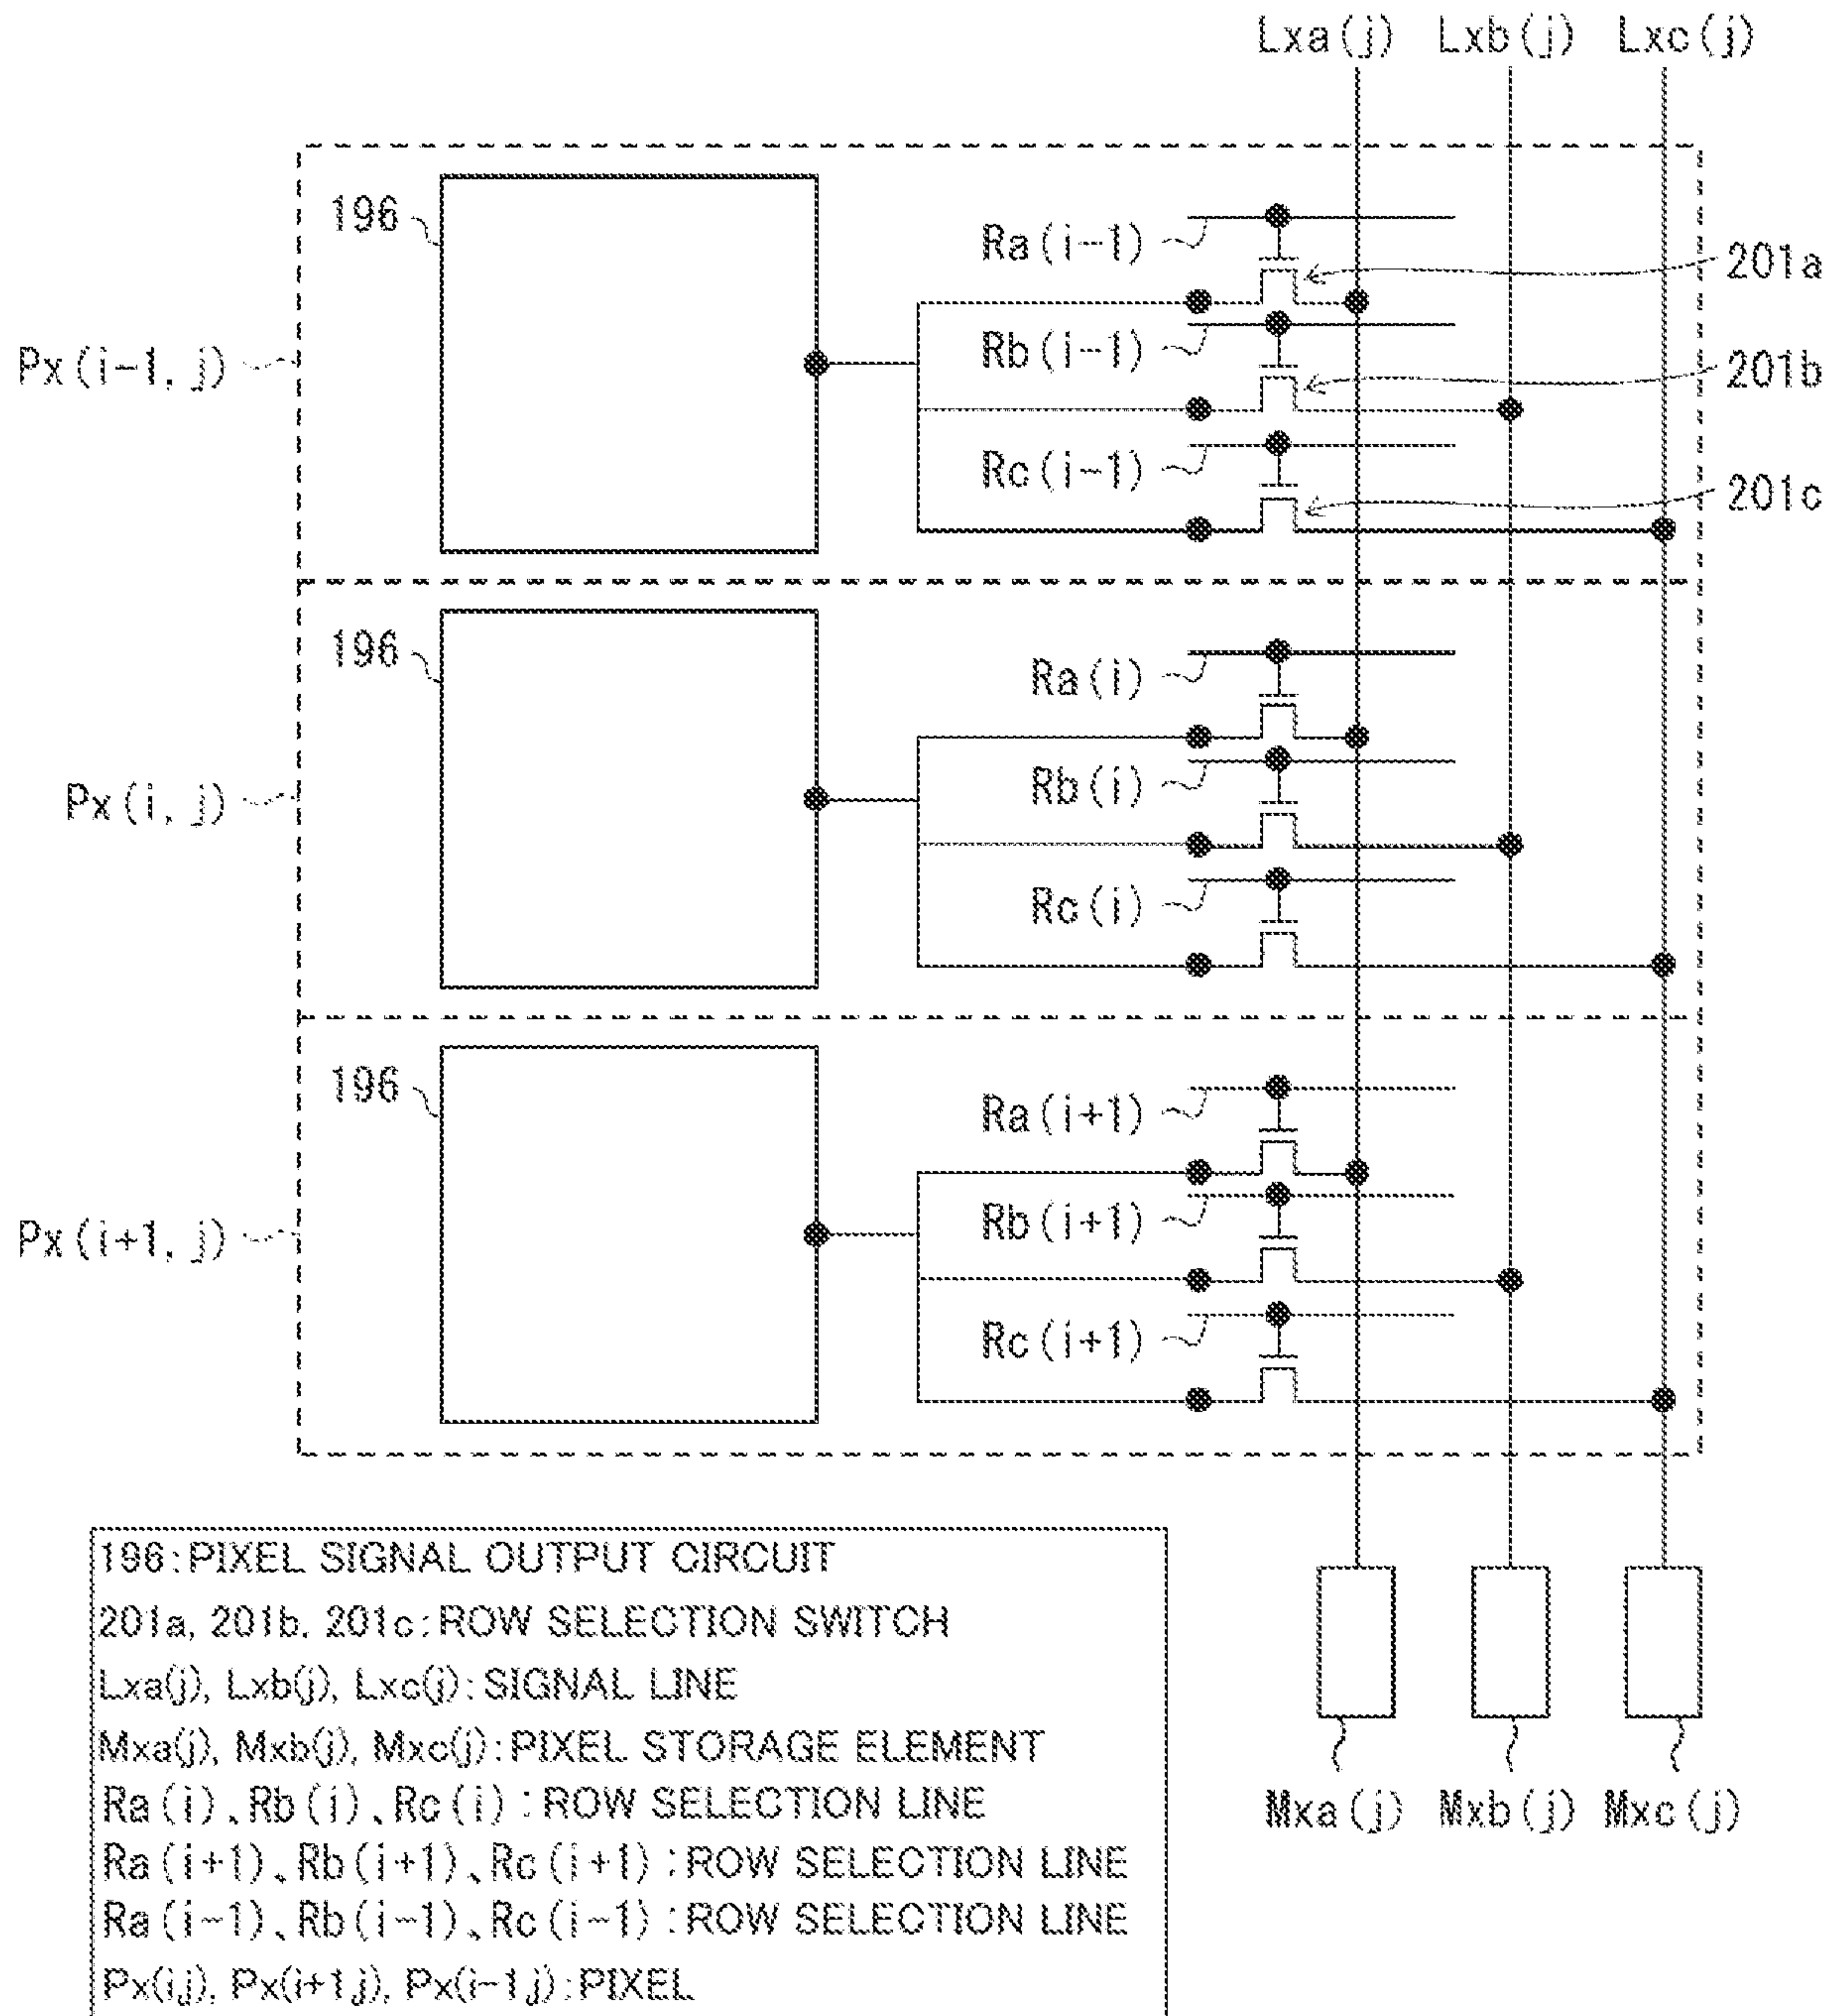 Lxa(j) Lxb(j) Lxc(j)
196
Ra(i-1)
201a
Px(i-1, j)
Rb(i-1)
201b
Rc(i-1)
201c
196
Ra(i)
Px(i, j)
Rb(i)
Rc(i)
196
Ra(i+1)
Px(i+1, j)
Rb(i+1)
Rc(i+1)
Mxa(j) Mxb(j) Mxc(j)
196:PIXEL SIGNAL OUTPUT CIRCUIT
201a, 201b, 201c:ROW SELECTION SWITCH
Lxa(j), Lxb(j), Lxc(j):SIGNAL LINE
Mxa(j), Mxb(j), Mxc(j):PIXEL STORAGE ELEMENT
Ra(i)、Rb(i)、Rc(i):ROW SELECTION LINE
Ra(i+1)、Rb(i+1)、Rc(i+1):ROW SELECTION LINE
Ra(i-1)、Rb(i-1)、Rc(i-1):ROW SELECTION LINE
Px(i,j), Px(i+1,j), Px(i-1,j):PIXEL